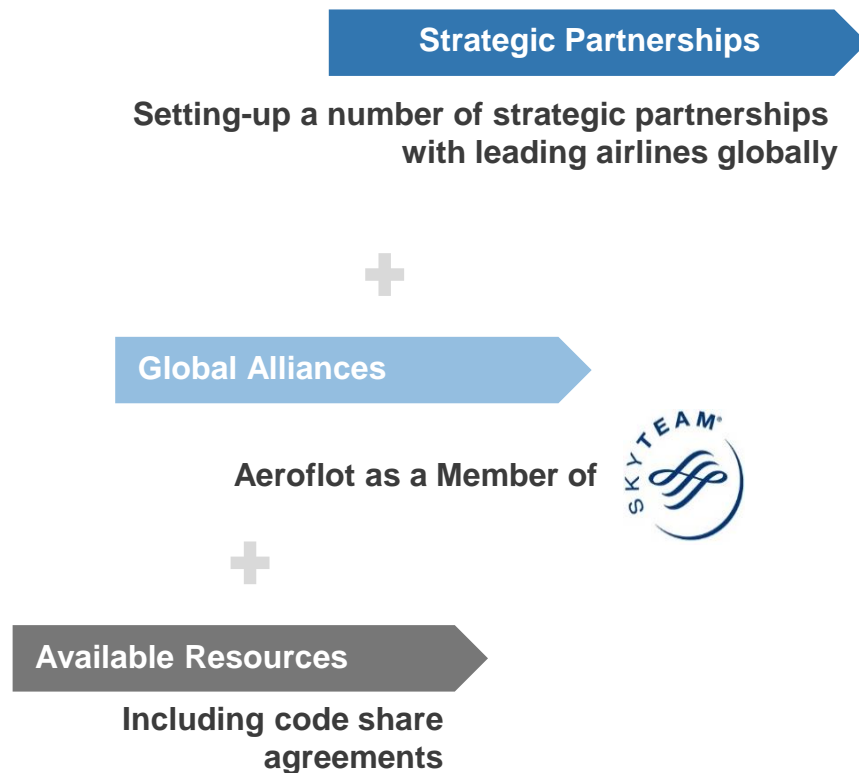 Strategic Partnerships
Setting-up a number of strategic partnerships
with leading airlines globally
Global Alliances
Aeroflot as a Member of
SKYTEAM®
Available Resources
Including code share
agreements